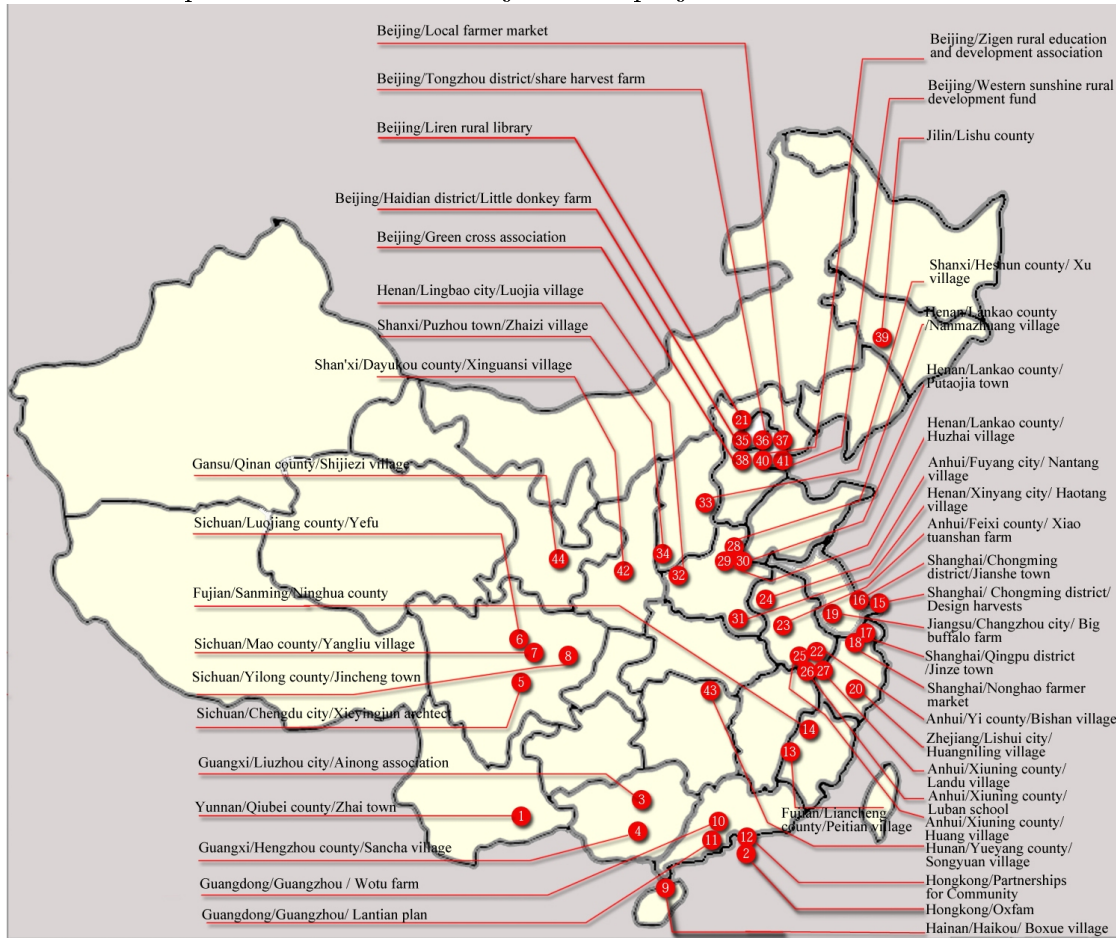 Beijing/Local farmer market
Beijing/Tongzhou district/share harvest farm
Beijing/Liren rural library
Beijing/Haidian district/Little donkey farm
Beijing/Green cross association
Henan/Lingbao city/Luojia village
Shanxi/Puzhou town/Zhaizi village
Shan'xi/Dayukou county/Xinguansi village
Gansu/Qinan county/Shijiezi village
Sichuan/Luojiang county/Yefu
Fujian/Sanming/Ninghua county
Sichuan/Mao county/Yangliu village
Sichuan/Yilong county/Jincheng town
Sichuan/Chengdu city/Xieyingjun archtect
Guangxi/Liuzhou city/Ainong association
Yunnan/Qiubei county/Zhai town
Guangxi/Hengzhou county/Sancha village
Guangdong/Guangzhou / Wotu farm
Guangdong/Guangzhou/ Lantian plan
Beijing/Zigen rural education
and development association
Beijing/Western sunshine rural
development fund
Jilin/Lishu county
Shanxi/Heshun county/ Xu
village
Henan/Lankao county
/Nanmazhuang village
Henan/Lankao county/
Putaojia town
Henan/Lankao county/
Huzhai village
Anhui/Fuyang city/ Nantang
village
Henan/Xinyang city/ Haotang
village
Anhui/Feixi county/ Xiao
tuanshan farm
Shanghai/Chongming
district/Jianshe town
Shanghai/ Chongming district/
Design harvests
Jiangsu/Changzhou city/ Big
buffalo farm
Shanghai/Qingpu district
/Jinze town
Shanghai/Nonghao farmer
market
Anhui/Yi county/Bishan village
Zhejiang/Lishui city/
Huangniling village
Anhui/Xiuning county/
Landu village
Anhui/Xiuning county/
Luban school
Anhui/Xiuning county/
Huang village
Fujian/Liancheng
county/Peitian village
Hunan/Yueyang county/
Songyuan village
Hongkong/Partnerships
for Community
Hongkong/Oxfam
Hainan/Haikou/ Boxue village
39
21
35 36 37
38 40 41
33
28
29 30
34
44
42
32
24
16 15
31
23
19
17
18
6
7
8
25 22
26 27
5
43
20
14
13
3
1
4
10
11
12
2
9